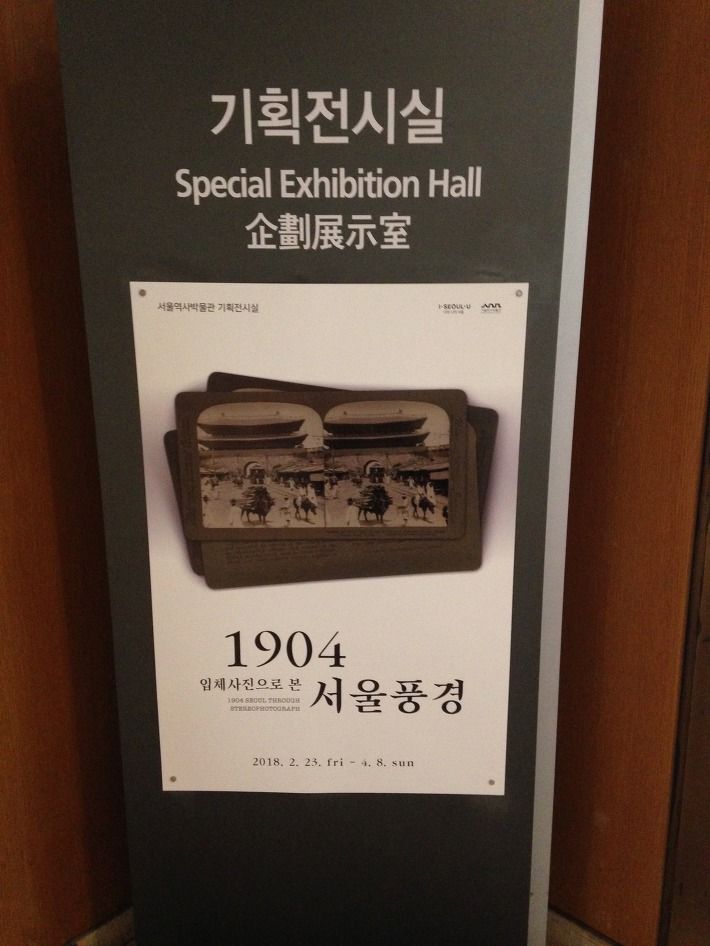 기획전시실
Special Exhibition Hall
企劃展示室
서울역사박물관 기획전시실
I·SEOUL·U
1904
입체사진으로 본 서울풍경
1904 SEOUL THROUGH
STEREOPHOTOGRAPH
2018. 2. 23. fri - 4. 8. sun